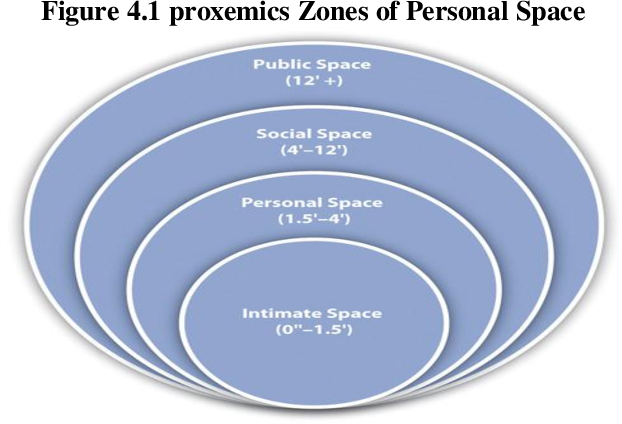 Figure 4.1 proxemics Zones of Personal Space
Public Space
(12' +)
Social Space
(4'–12')
Personal Space
(1.5'–4')
Intimate Space
(0"–1.5')